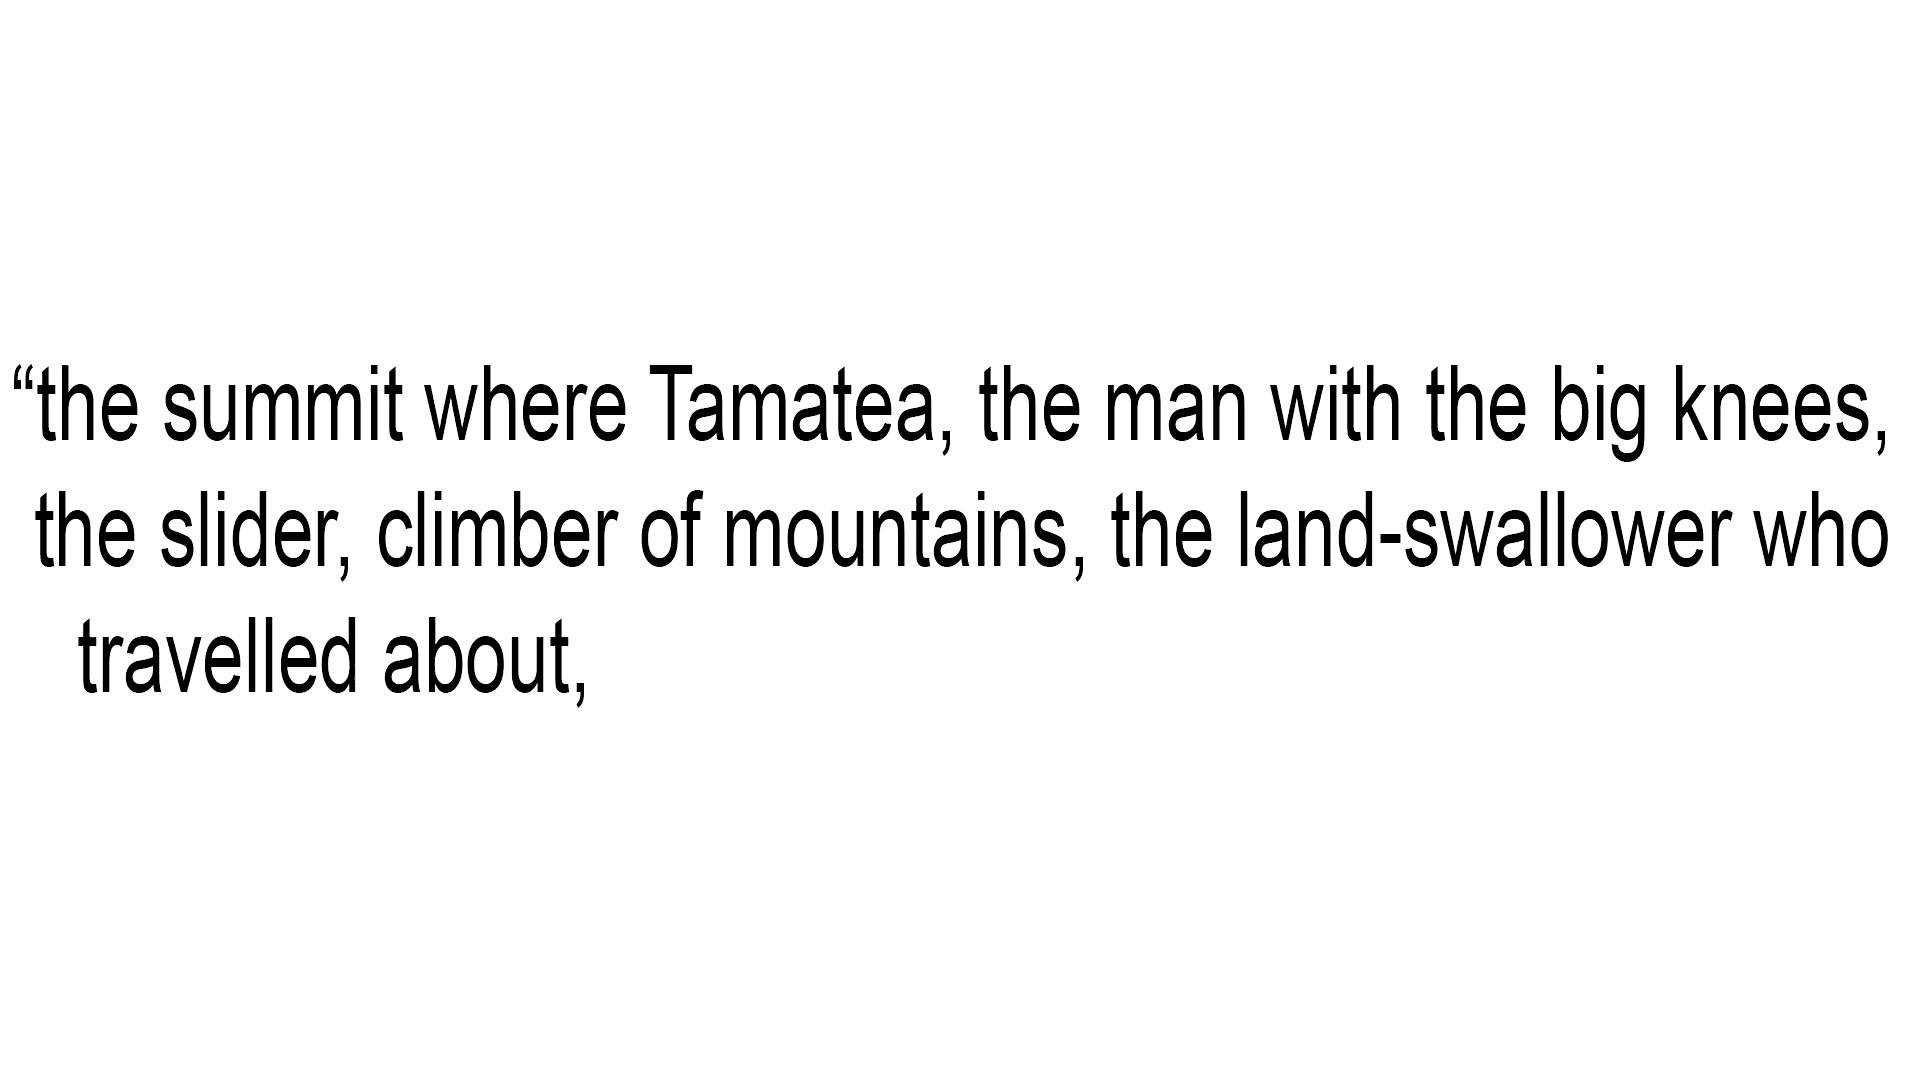 “the summit where Tamatea, the man with the big knees,
the slider, climber of mountains, the land-swallower who
travelled about,